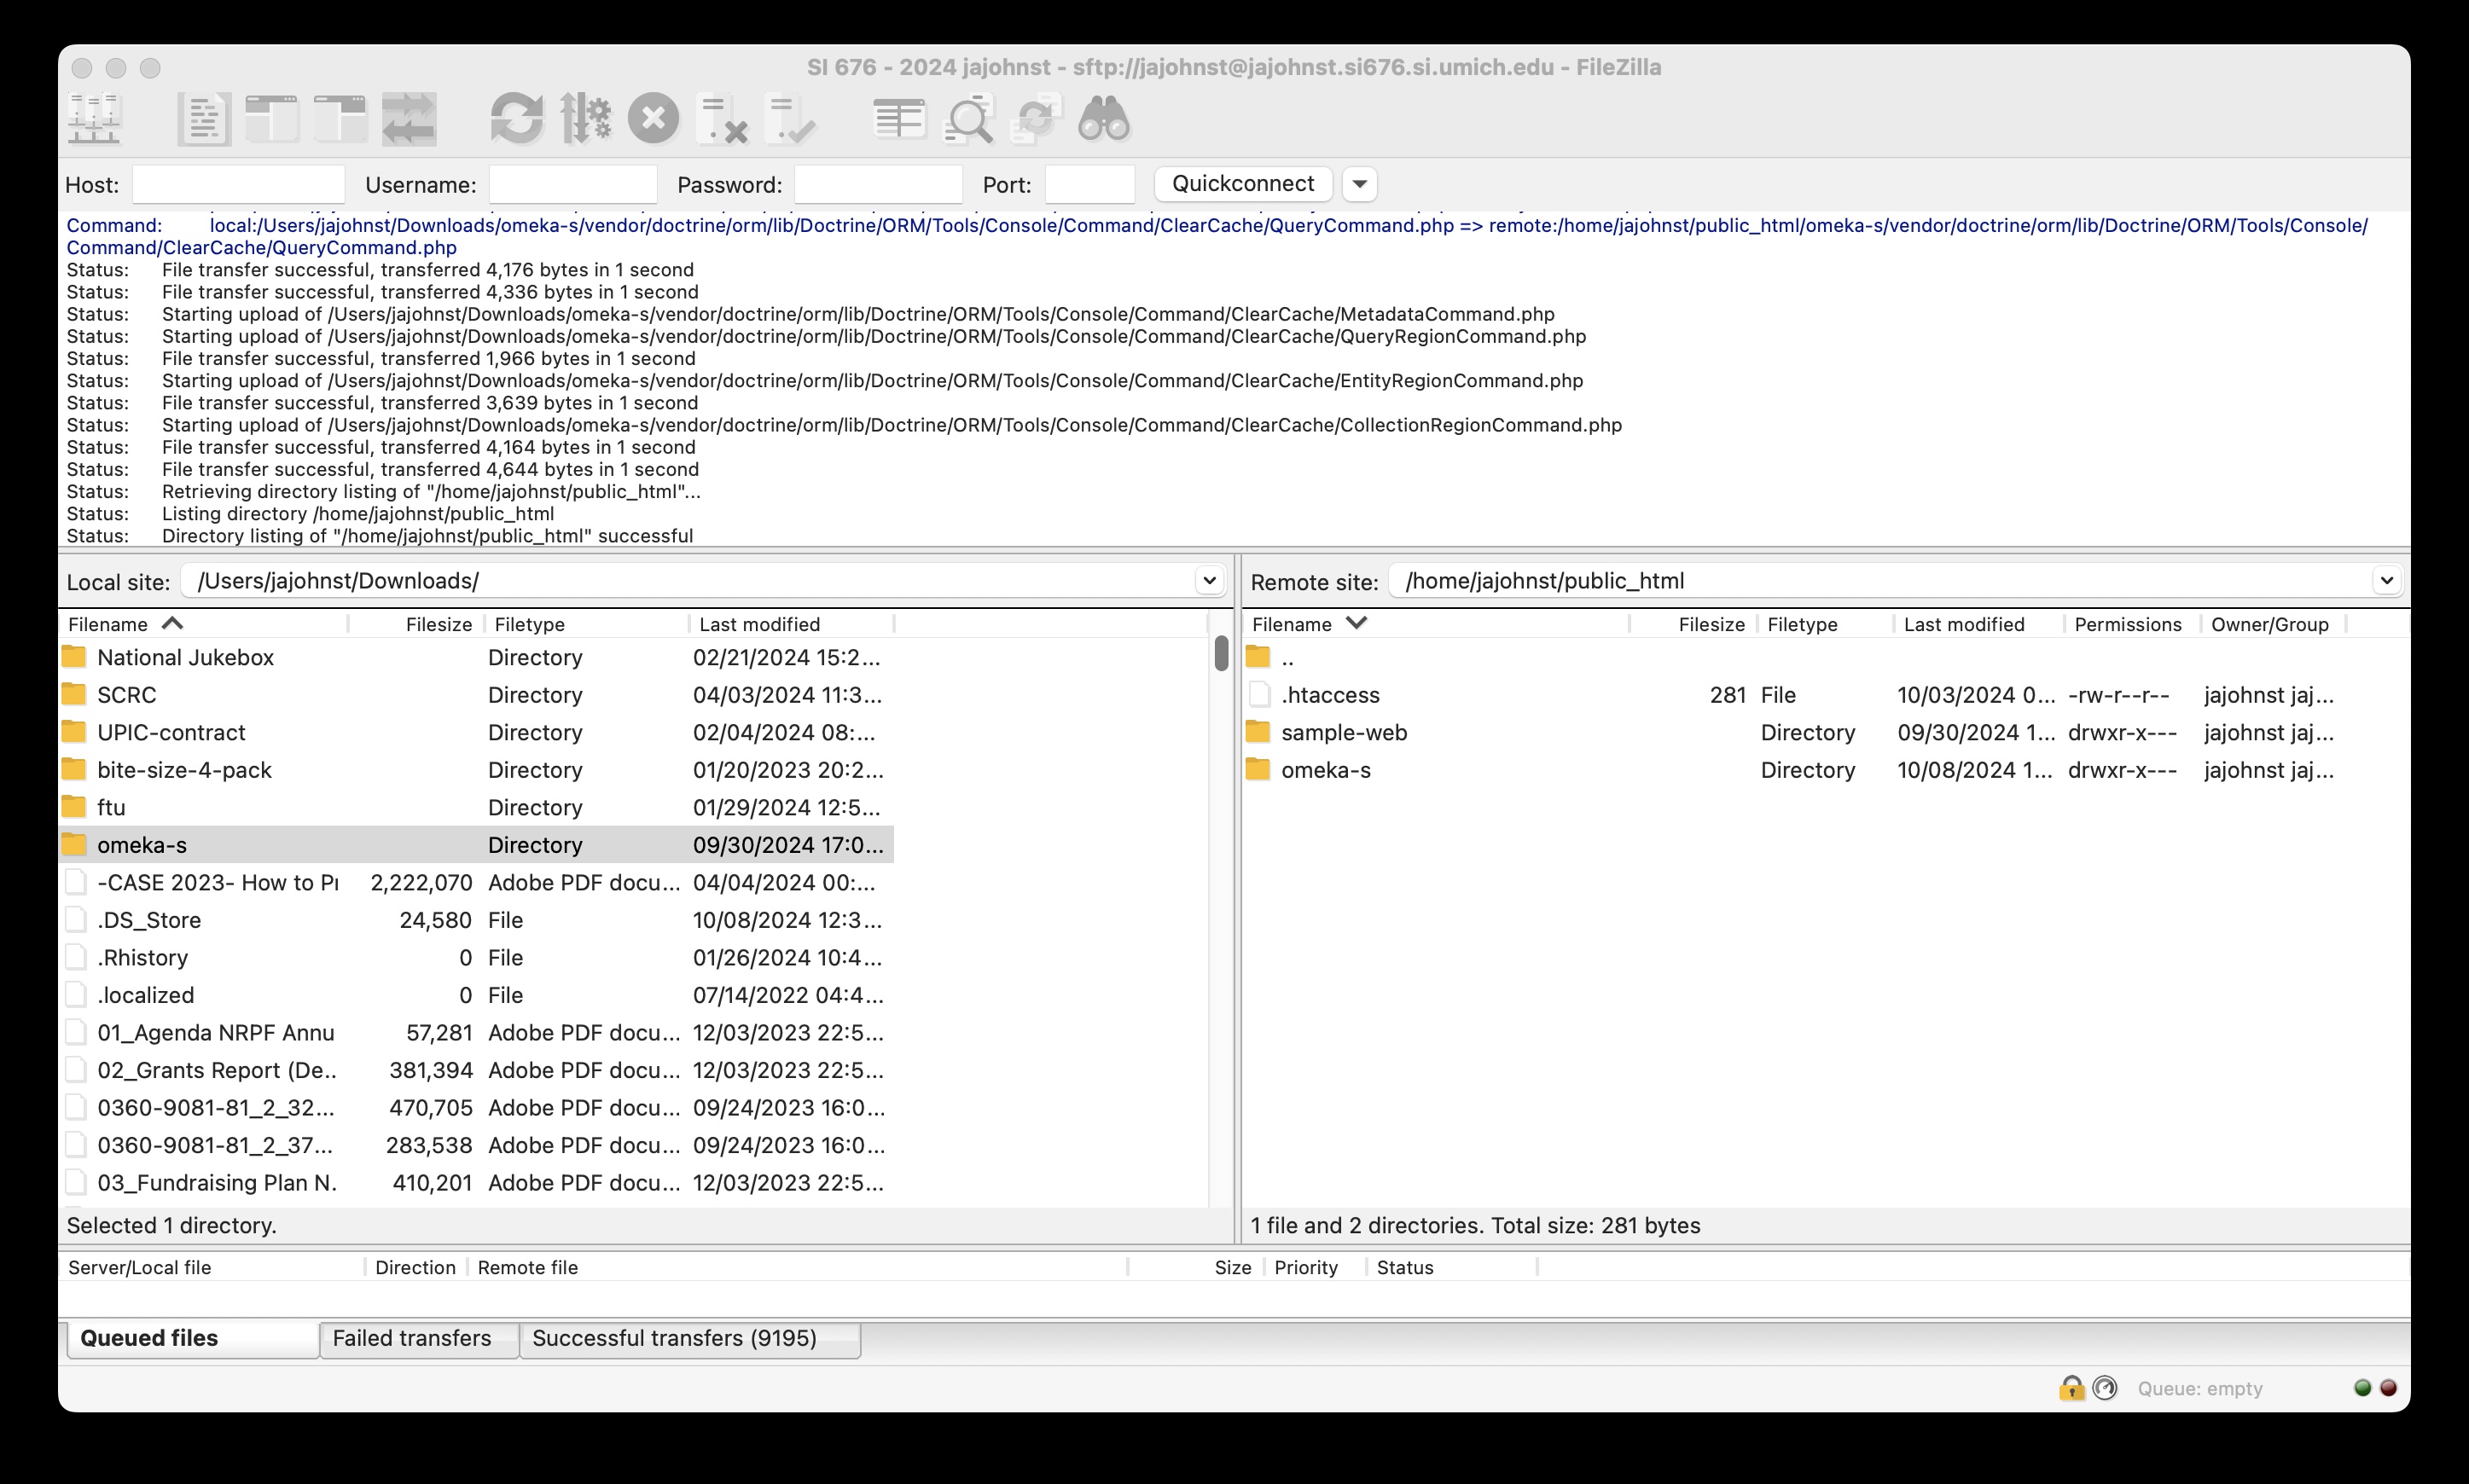 SI 676 - 2024 jajohnst - sftp://jajohnst@jajohnst.si676.si.umich.edu - FileZilla
Host: Username: Password: Port: Quickconnect
Command: local:/Users/jajohnst/Downloads/omeka-s/vendor/doctrine/orm/lib/Doctrine/ORM/Tools/Console/Command/ClearCache/QueryCommand.php => remote:/home/jajohnst/public_html/omeka-s/vendor/doctrine/orm/lib/Doctrine/ORM/Tools/Console/
Command/ClearCache/QueryCommand.php
Status: File transfer successful, transferred 4,176 bytes in 1 second
Status: File transfer successful, transferred 4,336 bytes in 1 second
Status: Starting upload of /Users/jajohnst/Downloads/omeka-s/vendor/doctrine/orm/lib/Doctrine/ORM/Tools/Console/Command/ClearCache/MetadataCommand.php
Status: Starting upload of /Users/jajohnst/Downloads/omeka-s/vendor/doctrine/orm/lib/Doctrine/ORM/Tools/Console/Command/ClearCache/QueryRegionCommand.php
Status: File transfer successful, transferred 1,966 bytes in 1 second
Status: Starting upload of /Users/jajohnst/Downloads/omeka-s/vendor/doctrine/orm/lib/Doctrine/ORM/Tools/Console/Command/ClearCache/EntityRegionCommand.php
Status: File transfer successful, transferred 3,639 bytes in 1 second
Status: Starting upload of /Users/jajohnst/Downloads/omeka-s/vendor/doctrine/orm/lib/Doctrine/ORM/Tools/Console/Command/ClearCache/CollectionRegionCommand.php
Status: File transfer successful, transferred 4,164 bytes in 1 second
Status: File transfer successful, transferred 4,644 bytes in 1 second
Status: Retrieving directory listing of "/home/jajohnst/public_html"...
Status: Listing directory /home/jajohnst/public_html
Status: Directory listing of "/home/jajohnst/public_html" successful
Local site: /Users/jajohnst/Downloads/
Filename Filesize Filetype Last modified
National Jukebox Directory 02/21/2024 15:2...
SCRC Directory 04/03/2024 11:3...
UPIC-contract Directory 02/04/2024 08:...
bite-size-4-pack Directory 01/20/2023 20:2...
ftu Directory 01/29/2024 12:5...
omeka-s Directory 09/30/2024 17:0...
-CASE 2023- How to Pr 2,222,070 Adobe PDF docu... 04/04/2024 00:...
.DS_Store 24,580 File 10/08/2024 12:3...
.Rhistory 0 File 01/26/2024 10:4...
.localized 0 File 07/14/2022 04:4...
01_Agenda NRPF Annu 57,281 Adobe PDF docu... 12/03/2023 22:5...
02_Grants Report (De.. 381,394 Adobe PDF docu... 12/03/2023 22:5...
0360-9081-81_2_32... 470,705 Adobe PDF docu... 09/24/2023 16:0...
0360-9081-81_2_37... 283,538 Adobe PDF docu... 09/24/2023 16:0...
03_Fundraising Plan N. 410,201 Adobe PDF docu... 12/03/2023 22:5...
Selected 1 directory.
Remote site: /home/jajohnst/public_html
Filename Filesize Filetype Last modified Permissions Owner/Group
..
.htaccess 281 File 10/03/2024 0... -rw-r--r-- jajohnst jaj...
sample-web Directory 09/30/2024 1... drwxr-x--- jajohnst jaj...
omeka-s Directory 10/08/2024 1... drwxr-x--- jajohnst jaj...
1 file and 2 directories. Total size: 281 bytes
Server/Local file Direction Remote file Size Priority Status
Queued files Failed transfers Successful transfers (9195)
Queue: empty